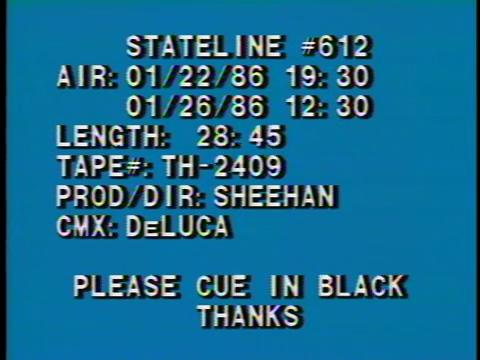 STATELINE #612
AIR: 01/22/86 19:30
01/26/86 12:30
LENGTH: 28:45
TAPE#: TH-2409
PROD/DIR: SHEEHAN
CMX: DeLUCA
PLEASE CUE IN BLACK
THANKS